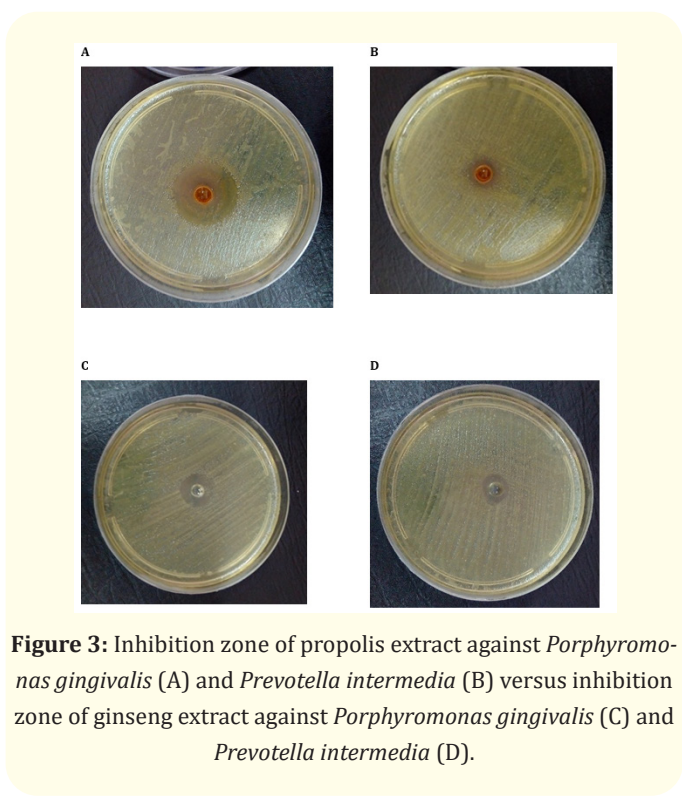 A
B
C
D
Figure 3: Inhibition zone of propolis extract against Porphyromo-
nas gingivalis (A) and Prevotella intermedia (B) versus inhibition
zone of ginseng extract against Porphyromonas gingivalis (C) and
Prevotella intermedia (D).